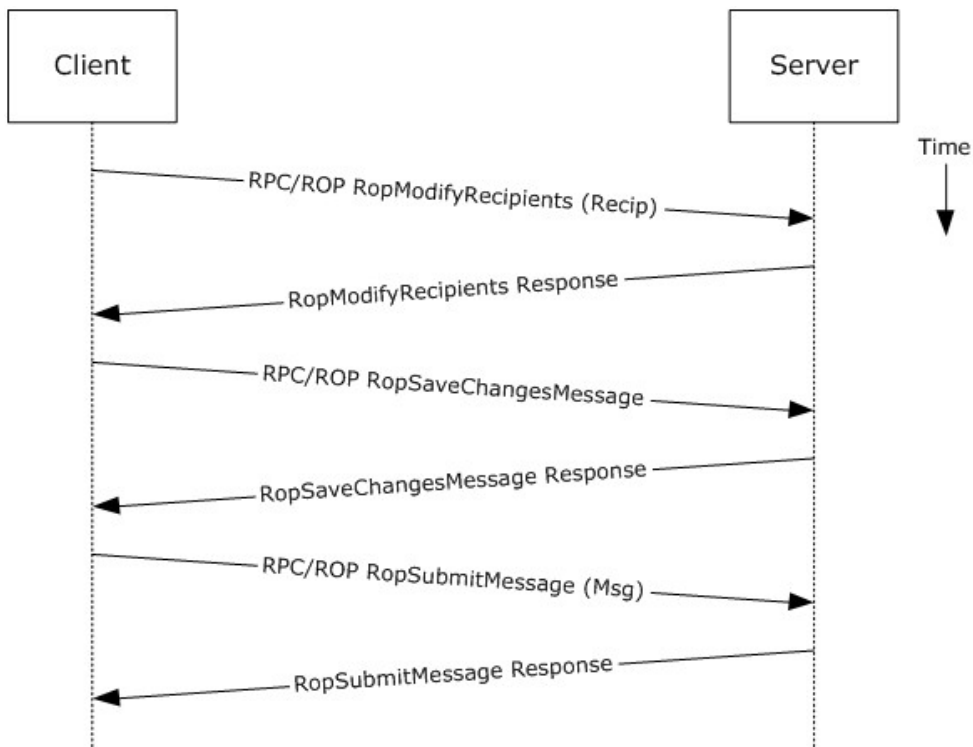 Client
Server
Time
RPC/ROP RopModifyRecipients (Recip)
RopModifyRecipients Response
RPC/ROP RopSaveChangesMessage
RopSaveChangesMessage Response
RPC/ROP RopSubmitMessage (Msg)
RopSubmitMessage Response